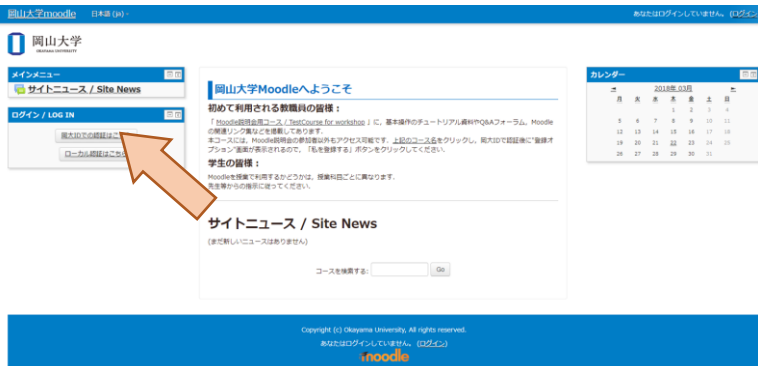 岡山大学moodle 日本語 (ja)
あなたはログインしていません。 (ログイン)
岡山大学
OKAYAMA UNIVERSITY
メインメニュー
サイトニュース / Site News
ログイン / LOG IN
岡大IDでの認証はこ
ローカル認証はこちら
岡山大学Moodleへようこそ
初めて利用される教職員の皆様：
「 Moodle説明会用コース / TestCourse for workshop 」に，基本操作のチュートリアル資料やQ&Aフォーラム，Moodle
の関連リンク集などを掲載してあります．
本コースには，Moodle説明会の参加者以外もアクセス可能です．上記のコース名をクリックし，岡大IDで認証後に"登録オ
プション"画面が表示されるので，「私を登録する」ボタンをクリックしてください．
学生の皆様：
Moodleを授業で利用するかどうかは，授業科目ごとに異なります．
先生等からの指示に従ってください．
サイトニュース / Site News
(まだ新しいニュースはありません)
コースを検索する: Go
カレンダー
2018年 03月
月 火 水 木 金 土 日
1 2 3 4
5 6 7 8 9 10 11
12 13 14 15 16 17 18
19 20 21 22 23 24 25
26 27 28 29 30 31
Copyright (c) Okayama University, All rights reserved.
あなたはログインしていません。 (ログイン)
moodle